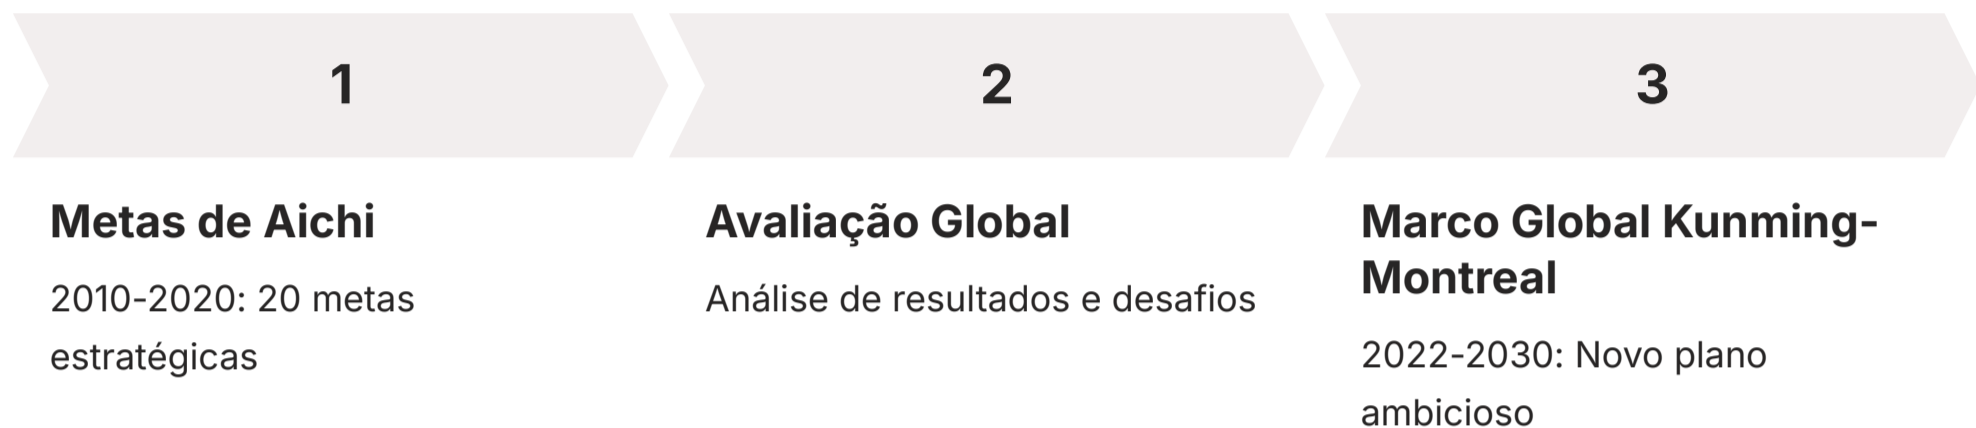 1
Metas de Aichi
2010-2020: 20 metas
estratégicas
2
Avaliação Global
Análise de resultados e desafios
3
Marco Global Kunming-
Montreal
2022-2030: Novo plano
ambicioso